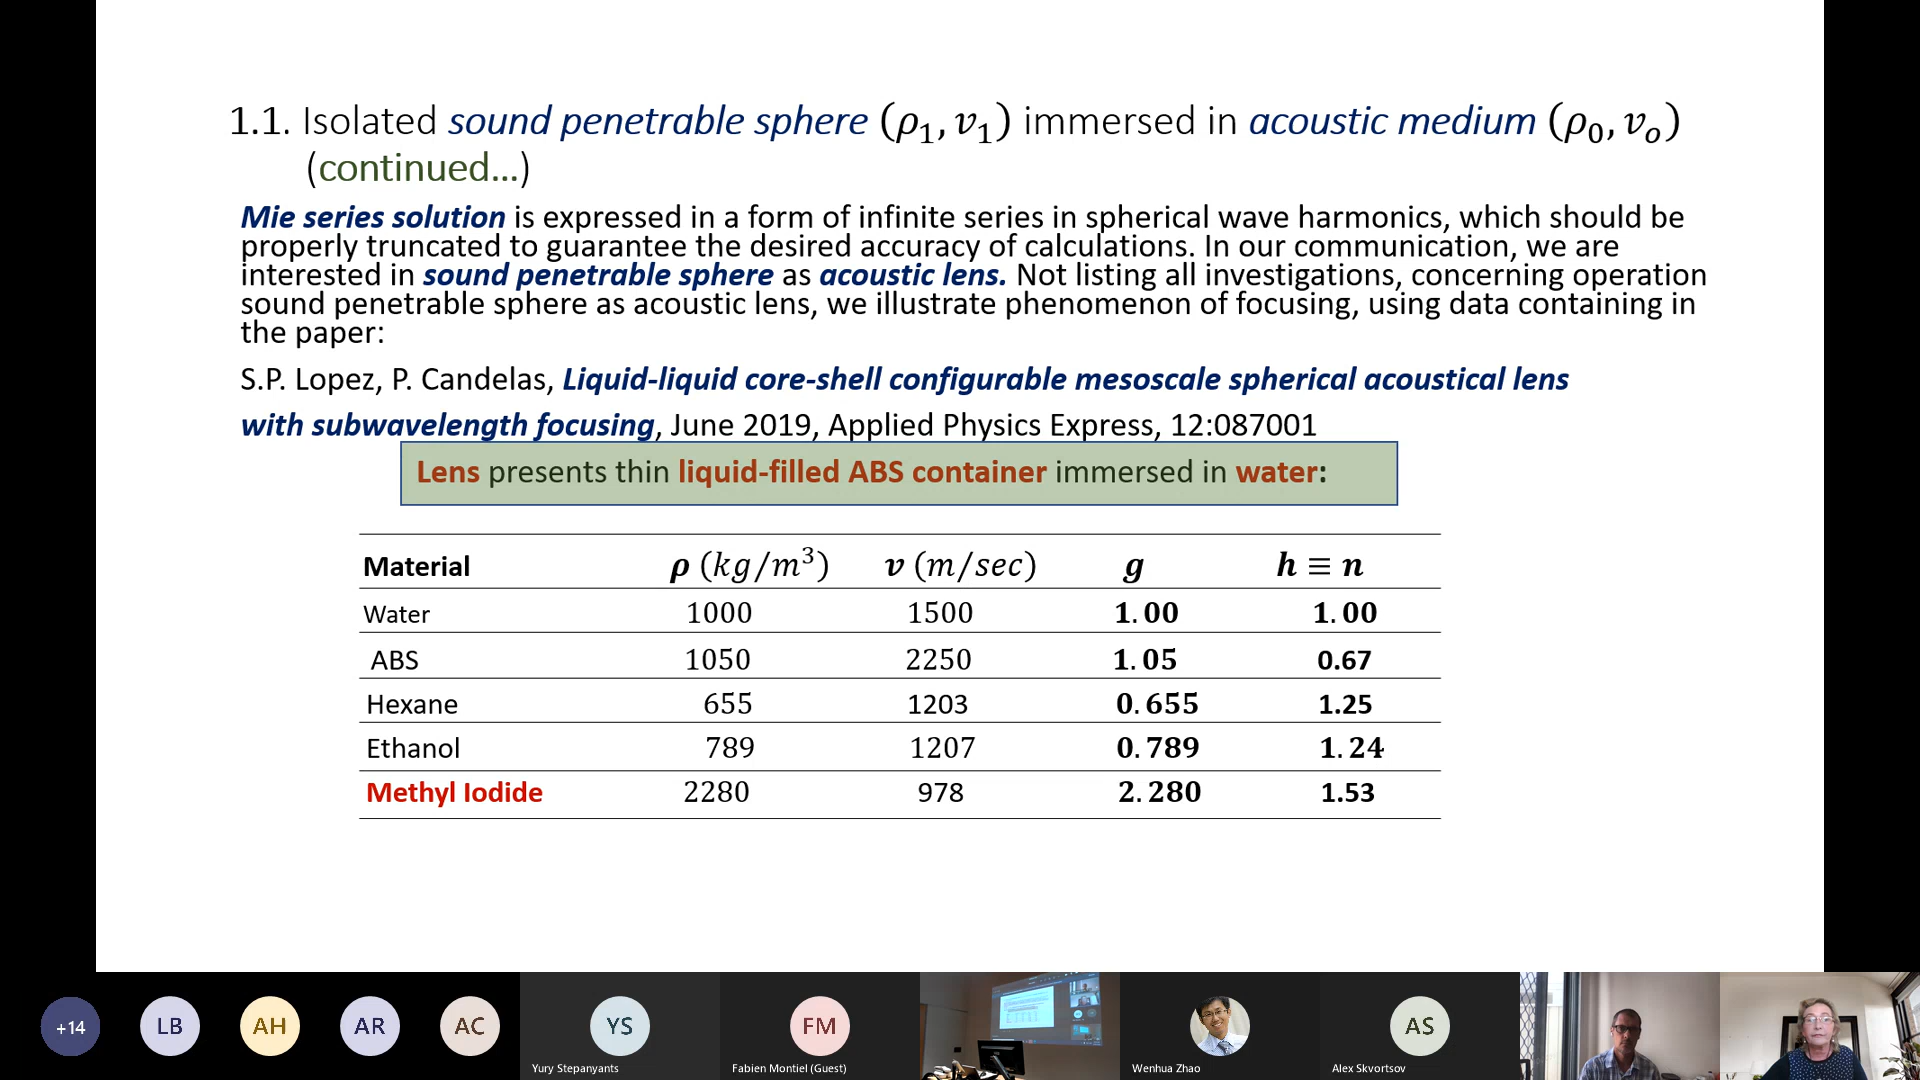 1.1. Isolated sound penetrable sphere (ρ₁, v₁) immersed in acoustic medium (ρ₀, vₒ)
(continued...)
Mie series solution is expressed in a form of infinite series in spherical wave harmonics, which should be
properly truncated to guarantee the desired accuracy of calculations. In our communication, we are
interested in sound penetrable sphere as acoustic lens. Not listing all investigations, concerning operation
sound penetrable sphere as acoustic lens, we illustrate phenomenon of focusing, using data containing in
the paper:
S.P. Lopez, P. Candelas, Liquid-liquid core-shell configurable mesoscale spherical acoustical lens
with subwavelength focusing, June 2019, Applied Physics Express, 12:087001
Lens presents thin liquid-filled ABS container immersed in water:
Material ρ (kg/m³) v (m/sec) g h ≡ n
Water 1000 1500 1.00 1.00
ABS 1050 2250 1.05 0.67
Hexane 655 1203 0.655 1.25
Ethanol 789 1207 0.789 1.24
Methyl Iodide 2280 978 2.280 1.53
+14 LB AH AR AC YS FM AS
Yury Stepanyants Fabien Montiel (Guest) Wenhua Zhao Alex Skvortsov